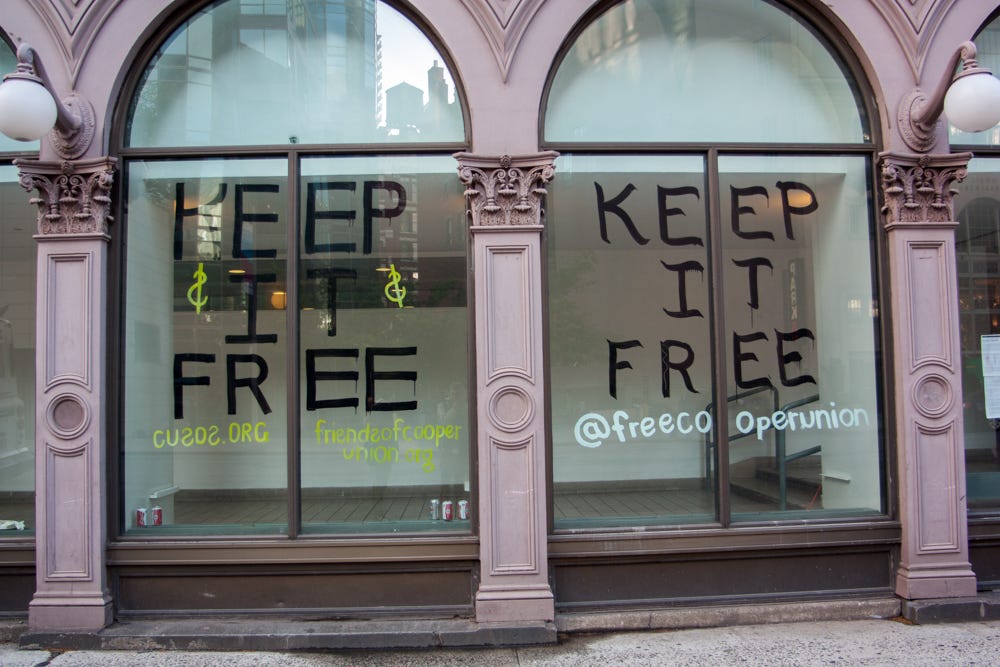 KEEP
$ IT $
FREE
CUSOS.ORG
friendsofcooper
union.org
KEEP
IT
FREE
@freecooperunion